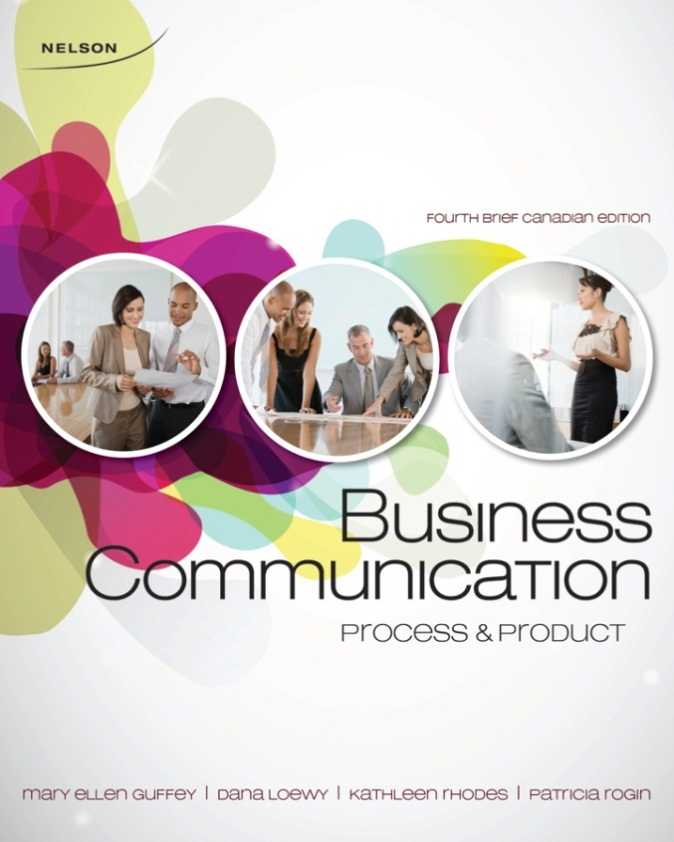 NELSON
FOURTH BRIEF CANADIAN EDITION
BUSINESS
COMMUNICATION
PROCESS & PRODUCT
MARY ELLEN GUFFEY | DANA LOEWY | KATHLEEN RHODES | PATRICIA ROGIN